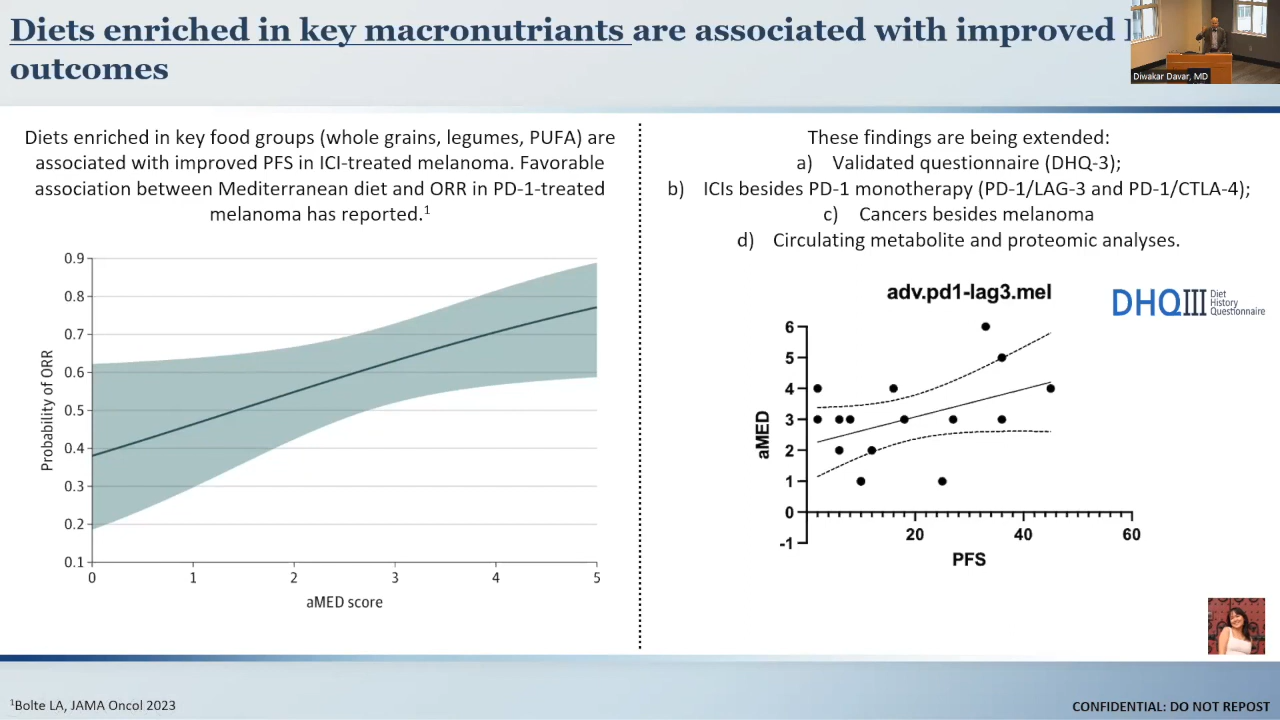 Diets enriched in key macronutriants are associated with improved
outcomes
Diwakar Davar, MD
Diets enriched in key food groups (whole grains, legumes, PUFA) are
associated with improved PFS in ICI-treated melanoma. Favorable
association between Mediterranean diet and ORR in PD-1-treated
melanoma has reported.¹
0.9
0.8
0.7
0.6
0.5
0.4
0.3
0.2
0.1
Probability of ORR
0 1 2 3 4 5
aMED score
These findings are being extended:
a) Validated questionnaire (DHQ-3);
b) ICIs besides PD-1 monotherapy (PD-1/LAG-3 and PD-1/CTLA-4);
c) Cancers besides melanoma
d) Circulating metabolite and proteomic analyses.
adv.pd1-lag3.mel
DHQIII Diet
History
Questionnaire
6
5
4
3
2
1
0
-1
aMED
20 40 60
PFS
¹Bolte LA, JAMA Oncol 2023
CONFIDENTIAL: DO NOT REPOST